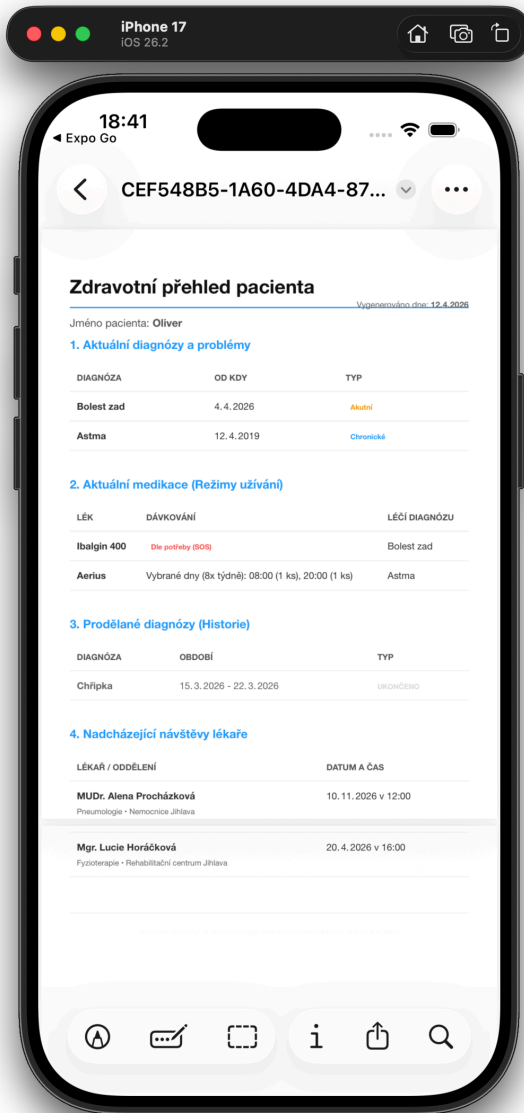 iPhone 17
iOS 26.2
18:41
◀ Expo Go
CEF548B5-1A60-4DA4-87...
Zdravotní přehled pacienta
Vygenerováno dne: 12.4.2026
Jméno pacienta: Oliver
1. Aktuální diagnózy a problémy
DIAGNÓZA OD KDY TYP
Bolest zad 4. 4. 2026 Akutní
Astma 12. 4. 2019 Chronické
2. Aktuální medikace (Režimy užívání)
LÉK DÁVKOVÁNÍ LÉČÍ DIAGNÓZU
Ibalgin 400 Dle potřeby (SOS) Bolest zad
Aerius Vybrané dny (8x týdně): 08:00 (1 ks), 20:00 (1 ks) Astma
3. Prodělané diagnózy (Historie)
DIAGNÓZA OBDOBÍ TYP
Chřipka 15. 3. 2026 - 22. 3. 2026 UKONČENO
4. Nadcházející návštěvy lékaře
LÉKAŘ / ODDĚLENÍ DATUM A ČAS
MUDr. Alena Procházková 10. 11. 2026 v 12:00
Pneumologie • Nemocnice Jihlava
Mgr. Lucie Horáčková 20. 4. 2026 v 16:00
Fyzioterapie • Rehabilitační centrum Jihlava